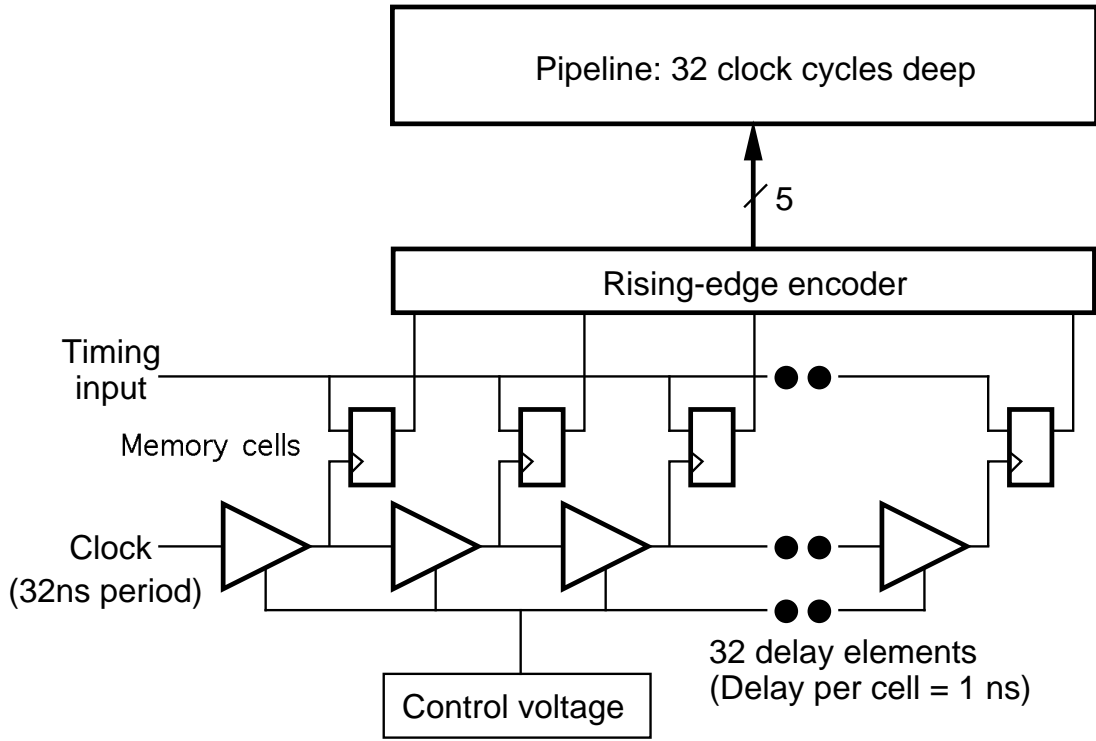 Pipeline: 32 clock cycles deep
5
Rising-edge encoder
Timing
input
Memory cells
Clock
(32ns period)
32 delay elements
(Delay per cell = 1 ns)
Control voltage